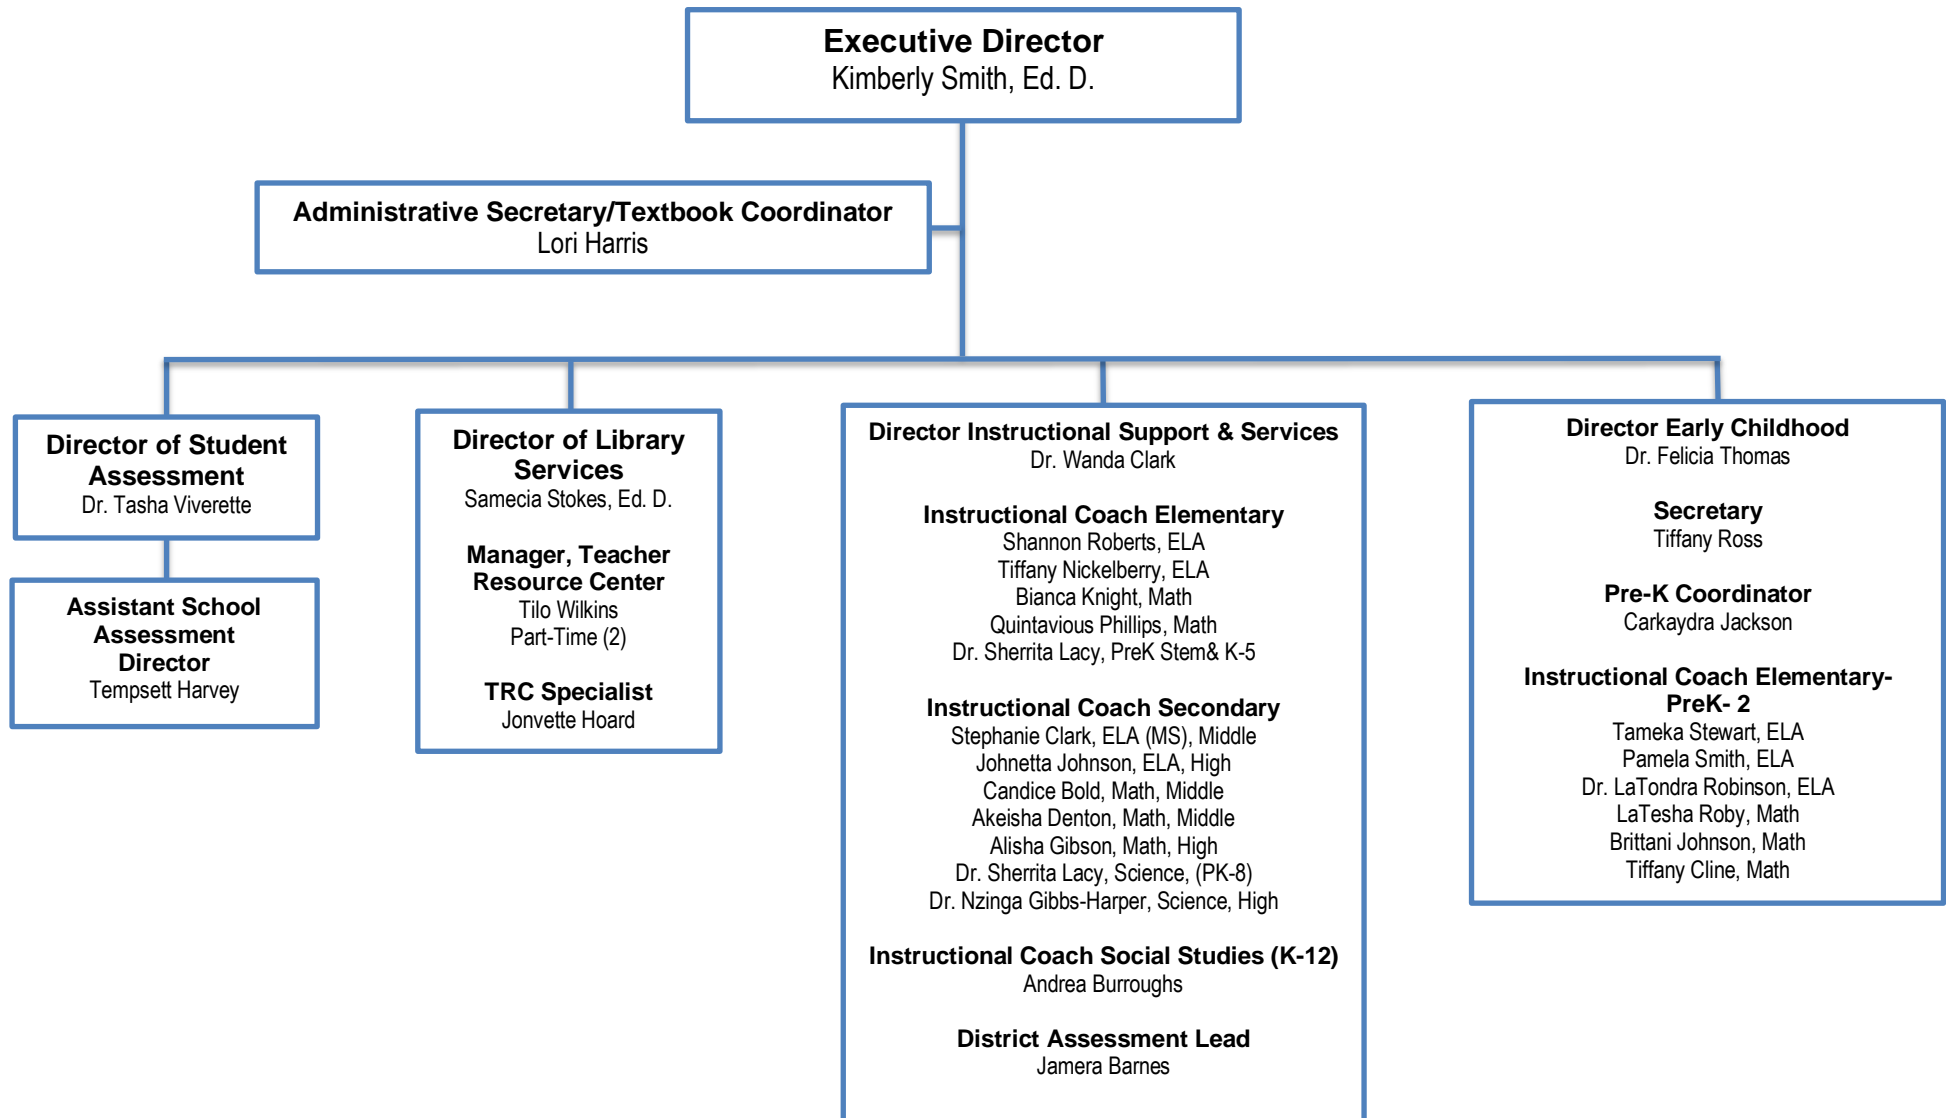 Executive Director
Kimberly Smith, Ed. D.
Administrative Secretary/Textbook Coordinator
Lori Harris
Director of Student
Assessment
Dr. Tasha Viverette
Assistant School
Assessment
Director
Tempsett Harvey
Director of Library
Services
Samecia Stokes, Ed. D.
Manager, Teacher
Resource Center
Tilo Wilkins
Part-Time (2)
TRC Specialist
Jonvette Hoard
Director Instructional Support & Services
Dr. Wanda Clark
Instructional Coach Elementary
Shannon Roberts, ELA
Tiffany Nickelberry, ELA
Bianca Knight, Math
Quintavious Phillips, Math
Dr. Sherrita Lacy, PreK Stem& K-5
Instructional Coach Secondary
Stephanie Clark, ELA (MS), Middle
Johnetta Johnson, ELA, High
Candice Bold, Math, Middle
Akeisha Denton, Math, Middle
Alisha Gibson, Math, High
Dr. Sherrita Lacy, Science, (PK-8)
Dr. Nzinga Gibbs-Harper, Science, High
Instructional Coach Social Studies (K-12)
Andrea Burroughs
District Assessment Lead
Jamera Barnes
Director Early Childhood
Dr. Felicia Thomas
Secretary
Tiffany Ross
Pre-K Coordinator
Carkaydra Jackson
Instructional Coach Elementary-
PreK- 2
Tameka Stewart, ELA
Pamela Smith, ELA
Dr. LaTondra Robinson, ELA
LaTesha Roby, Math
Brittani Johnson, Math
Tiffany Cline, Math